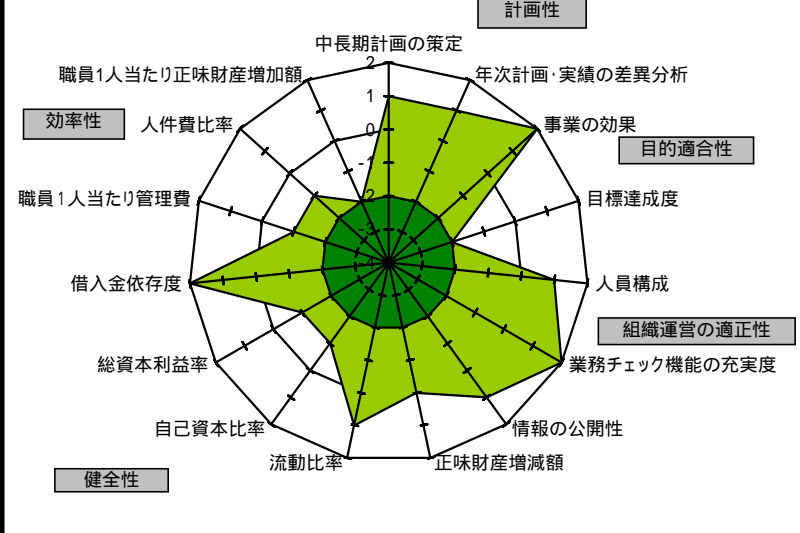 計画性
中長期計画の策定
職員1人当たり正味財産増加額
年次計画・実績の差異分析
効率性
人件費比率
事業の効果
目的適合性
職員1人当たり管理費
目標達成度
借入金依存度
人員構成
組織運営の適正性
総資本利益率
業務チェック機能の充実度
自己資本比率
情報の公開性
流動比率
正味財産増減額
健全性
2
1
0
-1
-2
-3
-4